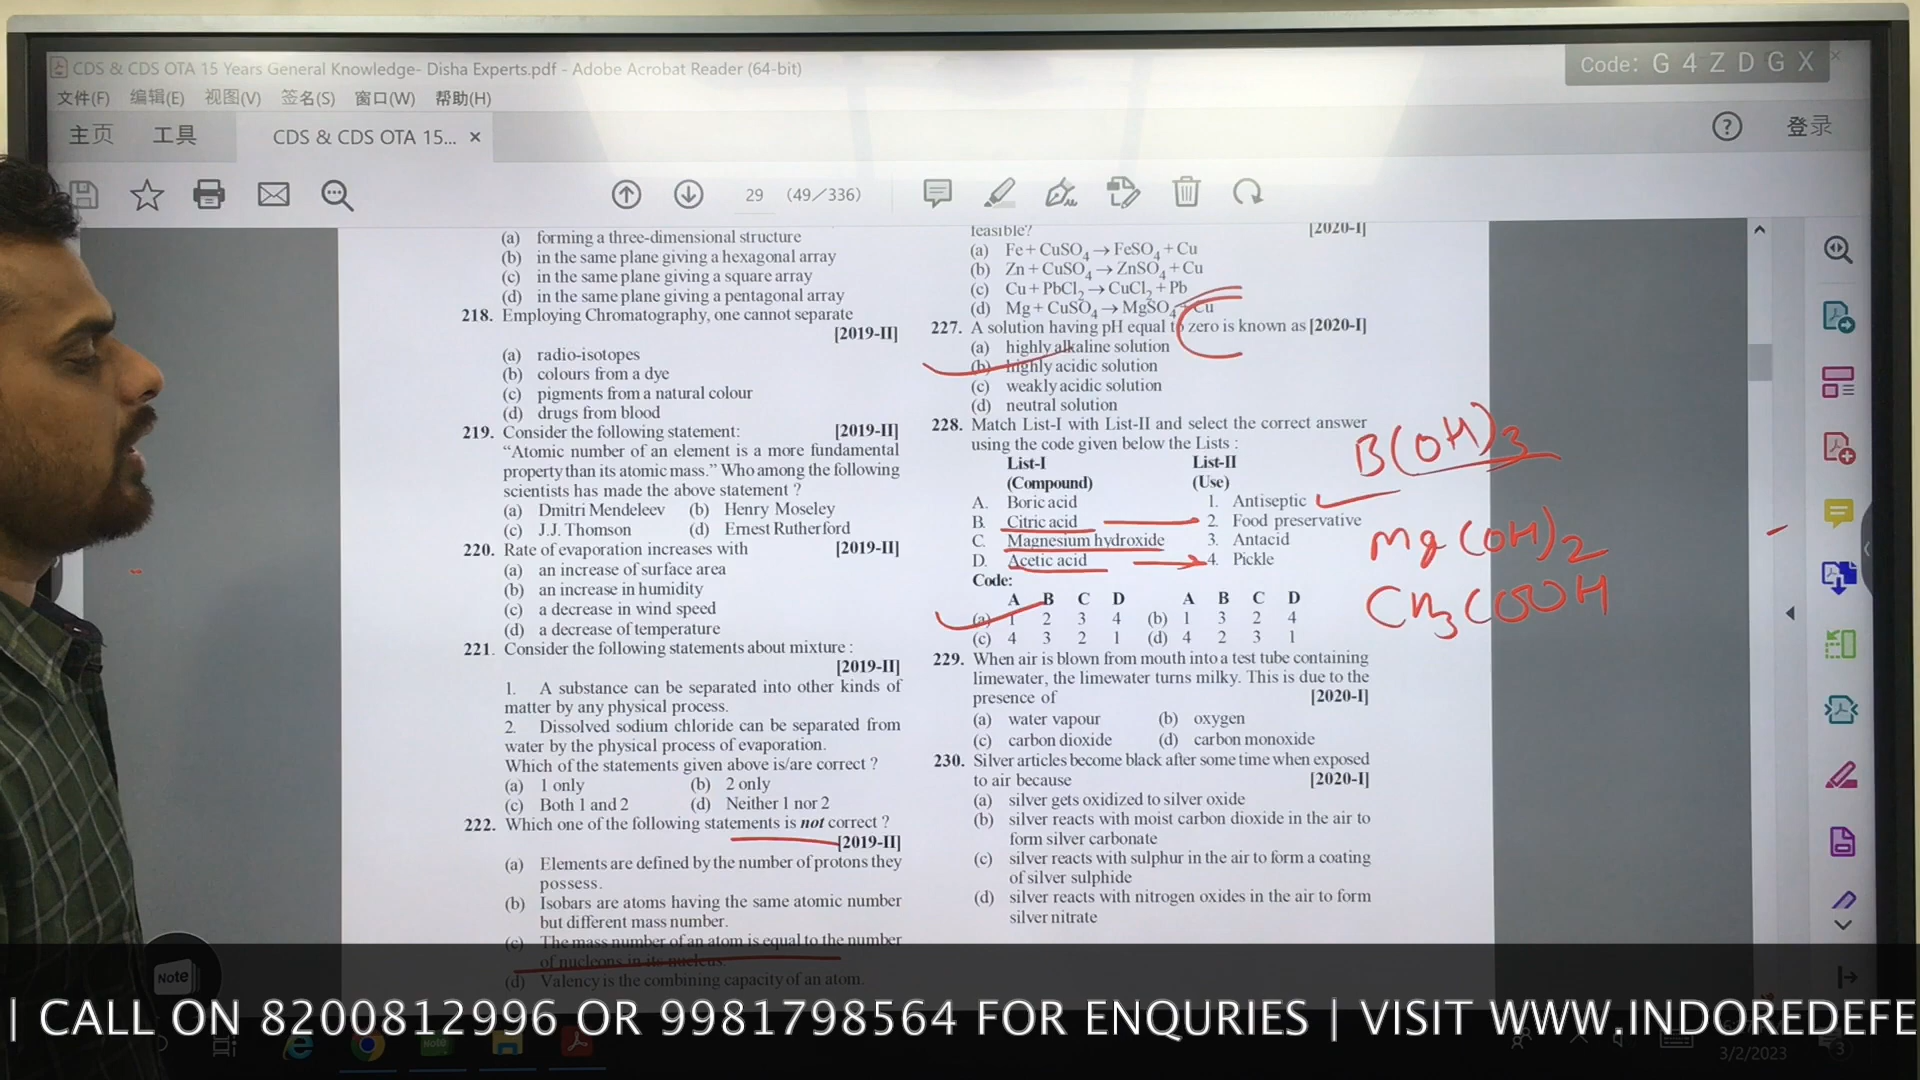 CDS & CDS OTA 15 Years General Knowledge- Disha Experts.pdf - Adobe Acrobat Reader (64-bit)
Code: G 4 Z D G X
文件(F) 编辑(E) 视图(V) 签名(S) 窗口(W) 帮助(H)
主页 工具 CDS & CDS OTA 15... ×
登录
29 (49/336)
(a) forming a three-dimensional structure
(b) in the same plane giving a hexagonal array
(c) in the same plane giving a square array
(d) in the same plane giving a pentagonal array
218. Employing Chromatography, one cannot separate
[2019-II]
(a) radio-isotopes
(b) colours from a dye
(c) pigments from a natural colour
(d) drugs from blood
219. Consider the following statement: [2019-II]
“Atomic number of an element is a more fundamental
property than its atomic mass.” Who among the following
scientists has made the above statement ?
(a) Dmitri Mendeleev (b) Henry Moseley
(c) J.J. Thomson (d) Ernest Rutherford
220. Rate of evaporation increases with [2019-II]
(a) an increase of surface area
(b) an increase in humidity
(c) a decrease in wind speed
(d) a decrease of temperature
221. Consider the following statements about mixture :
[2019-II]
1. A substance can be separated into other kinds of
matter by any physical process.
2. Dissolved sodium chloride can be separated from
water by the physical process of evaporation.
Which of the statements given above is/are correct ?
(a) 1 only (b) 2 only
(c) Both 1 and 2 (d) Neither 1 nor 2
222. Which one of the following statements is not correct ?
[2019-II]
(a) Elements are defined by the number of protons they
possess.
(b) Isobars are atoms having the same atomic number
but different mass number.
(c) The mass number of an atom is equal to the number
of nucleons in its nucleus.
(d) Valency is the combining capacity of an atom.
feasible? [2020-I]
(a) Fe + CuSO4 → FeSO4 + Cu
(b) Zn + CuSO4 → ZnSO4 + Cu
(c) Cu + PbCl2 → CuCl2 + Pb
(d) Mg + CuSO4 → MgSO4 + Cu
227. A solution having pH equal to zero is known as [2020-I]
(a) highly alkaline solution
(b) highly acidic solution
(c) weakly acidic solution
(d) neutral solution
228. Match List-I with List-II and select the correct answer
using the code given below the Lists :
List-I List-II
(Compound) (Use)
A. Boric acid 1. Antiseptic
B. Citric acid 2. Food preservative
C. Magnesium hydroxide 3. Antacid
D. Acetic acid 4. Pickle
Code:
A B C D A B C D
(a) 1 2 3 4 (b) 1 3 2 4
(c) 4 3 2 1 (d) 4 2 3 1
229. When air is blown from mouth into a test tube containing
limewater, the limewater turns milky. This is due to the
presence of [2020-I]
(a) water vapour (b) oxygen
(c) carbon dioxide (d) carbon monoxide
230. Silver articles become black after some time when exposed
to air because [2020-I]
(a) silver gets oxidized to silver oxide
(b) silver reacts with moist carbon dioxide in the air to
form silver carbonate
(c) silver reacts with sulphur in the air to form a coating
of silver sulphide
(d) silver reacts with nitrogen oxides in the air to form
silver nitrate
B(OH)3
Mg(OH)2
CH3COOH
Note
| CALL ON 8200812996 OR 9981798564 FOR ENQURIES | VISIT WWW.INDOREDEFE
Note
3/2/2023
3